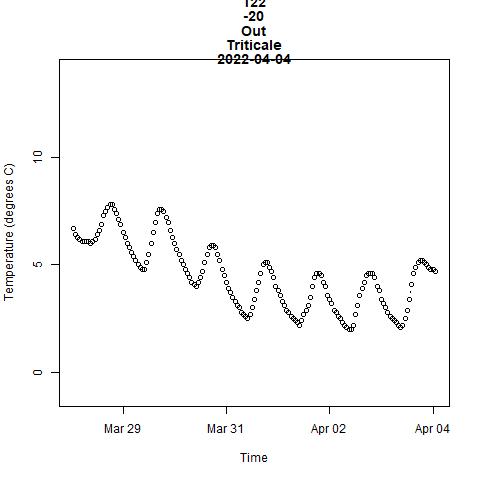 122
-20
Out
Triticale
2022-04-04
Temperature (degrees C)
10
5
0
Mar 29
Mar 31
Apr 02
Apr 04
Time